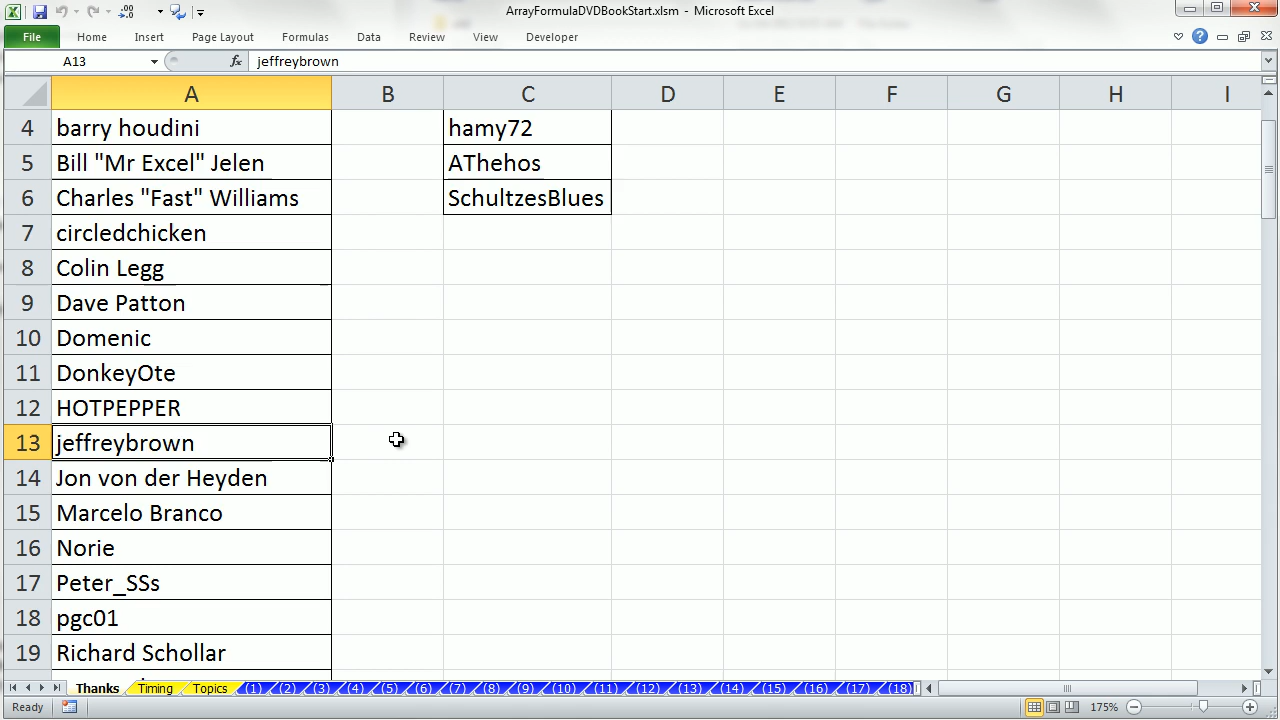 ArrayFormulaDVDBookStart.xlsm - Microsoft Excel
File Home Insert Page Layout Formulas Data Review View Developer
A13 fx jeffreybrown
A B C D E F G H I
4 barry houdini hamy72
5 Bill "Mr Excel" Jelen AThehos
6 Charles "Fast" Williams SchultzesBlues
7 circledchicken
8 Colin Legg
9 Dave Patton
10 Domenic
11 DonkeyOte
12 HOTPEPPER
13 jeffreybrown
14 Jon von der Heyden
15 Marcelo Branco
16 Norie
17 Peter_SSs
18 pgc01
19 Richard Schollar
Thanks Timing Topics (1) (2) (3) (4) (5) (6) (7) (8) (9) (10) (11) (12) (13) (14) (15) (16) (17) (18)
Ready 175%